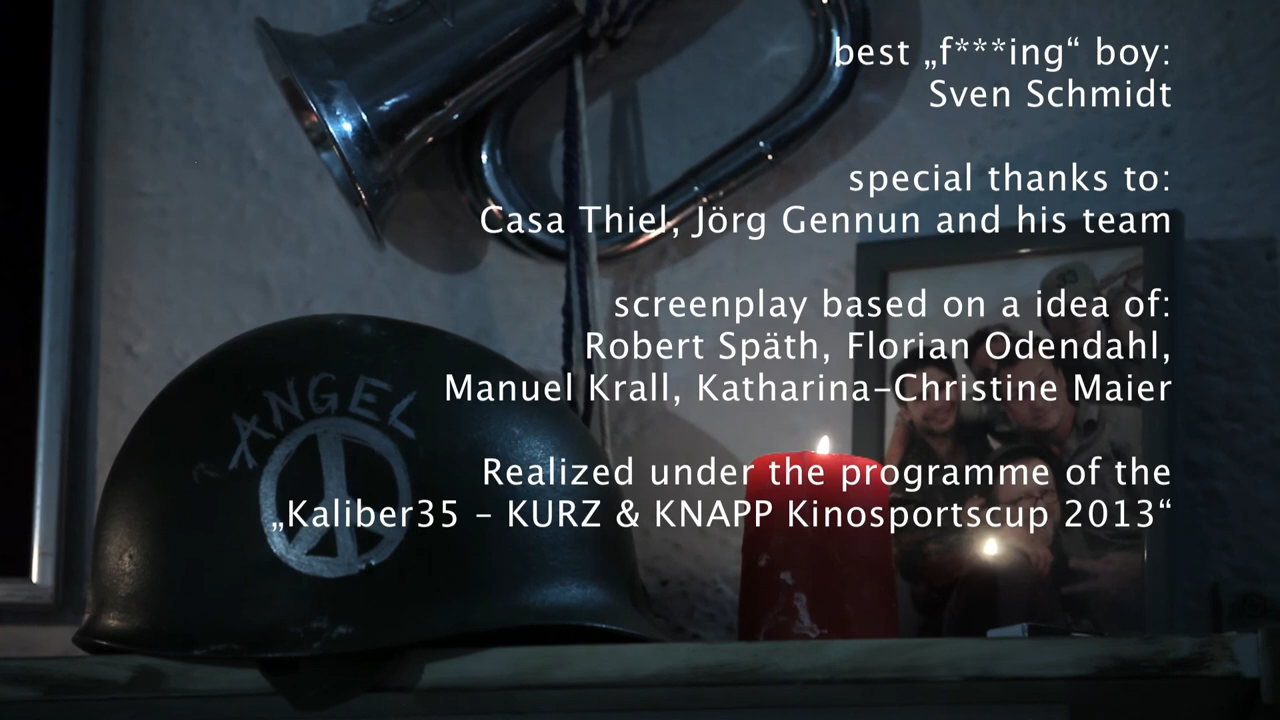 best „f***ing“ boy:
Sven Schmidt
special thanks to:
Casa Thiel, Jörg Gennun and his team
screenplay based on a idea of:
Robert Späth, Florian Odendahl,
Manuel Krall, Katharina-Christine Maier
Realized under the programme of the
„Kaliber35 - KURZ & KNAPP Kinosportscup 2013“
ANGEL